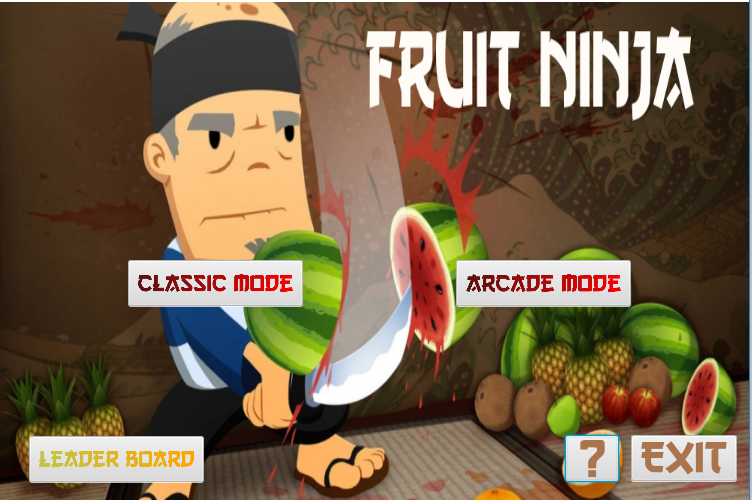 FRUIT NINJA
CLASSIC MODE
ARCADE MODE
LEADER BOARD
?
EXIT